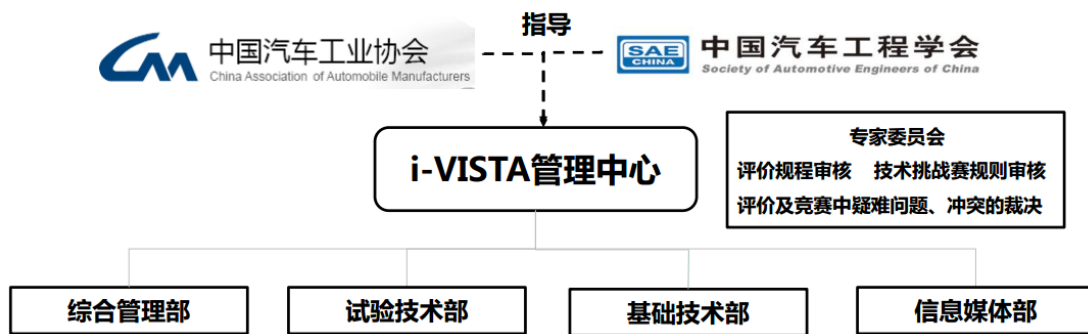 指导
CAM 中国汽车工业协会
China Association of Automobile Manufacturers
SAE CHINA 中国汽车工程学会
Society of Automotive Engineers of China
i-VISTA管理中心
专家委员会
评价规程审核 技术挑战赛规则审核
评价及竞赛中疑难问题、冲突的裁决
综合管理部
试验技术部
基础技术部
信息媒体部